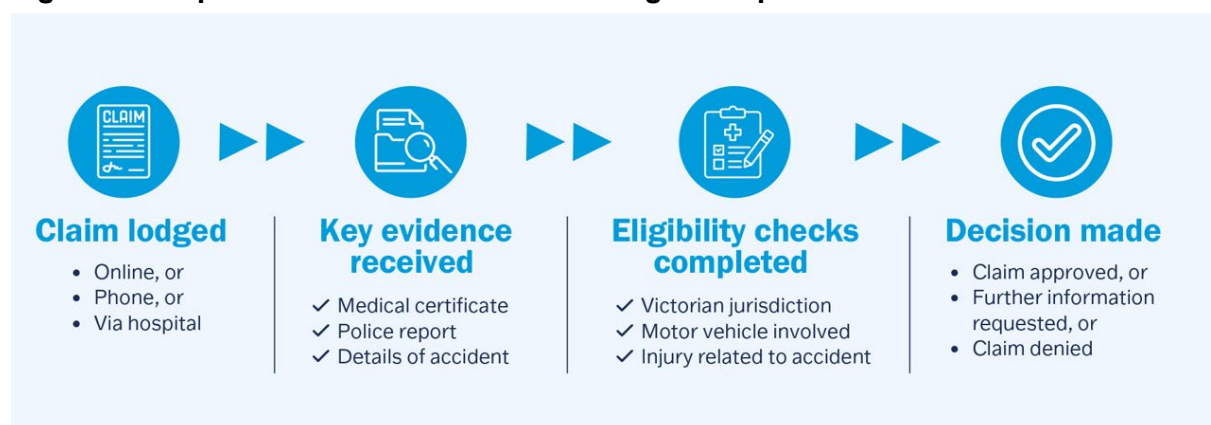 CLAIM
Claim lodged
• Online, or
• Phone, or
• Via hospital
Key evidence
received
✓ Medical certificate
✓ Police report
✓ Details of accident
Eligibility checks
completed
✓ Victorian jurisdiction
✓ Motor vehicle involved
✓ Injury related to accident
Decision made
• Claim approved, or
• Further information
requested, or
• Claim denied